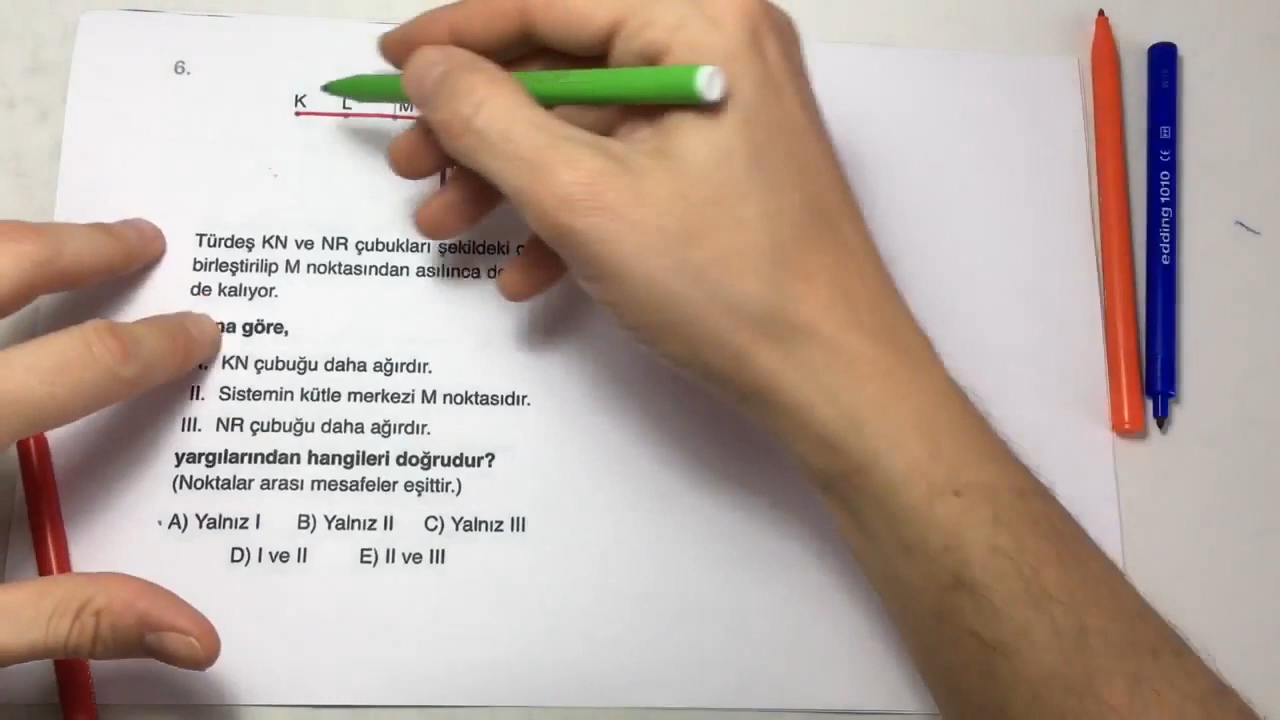 6.
K L M
Türdeş KN ve NR çubukları şekildeki
birleştirilip M noktasından asılınca
de kalıyor.
göre,
KN çubuğu daha ağırdır.
II. Sistemin kütle merkezi M noktasıdır.
III. NR çubuğu daha ağırdır.
yargılarından hangileri doğrudur?
(Noktalar arası mesafeler eşittir.)
A) Yalnız I B) Yalnız II C) Yalnız III
D) I ve II E) II ve III
edding 1010 CE